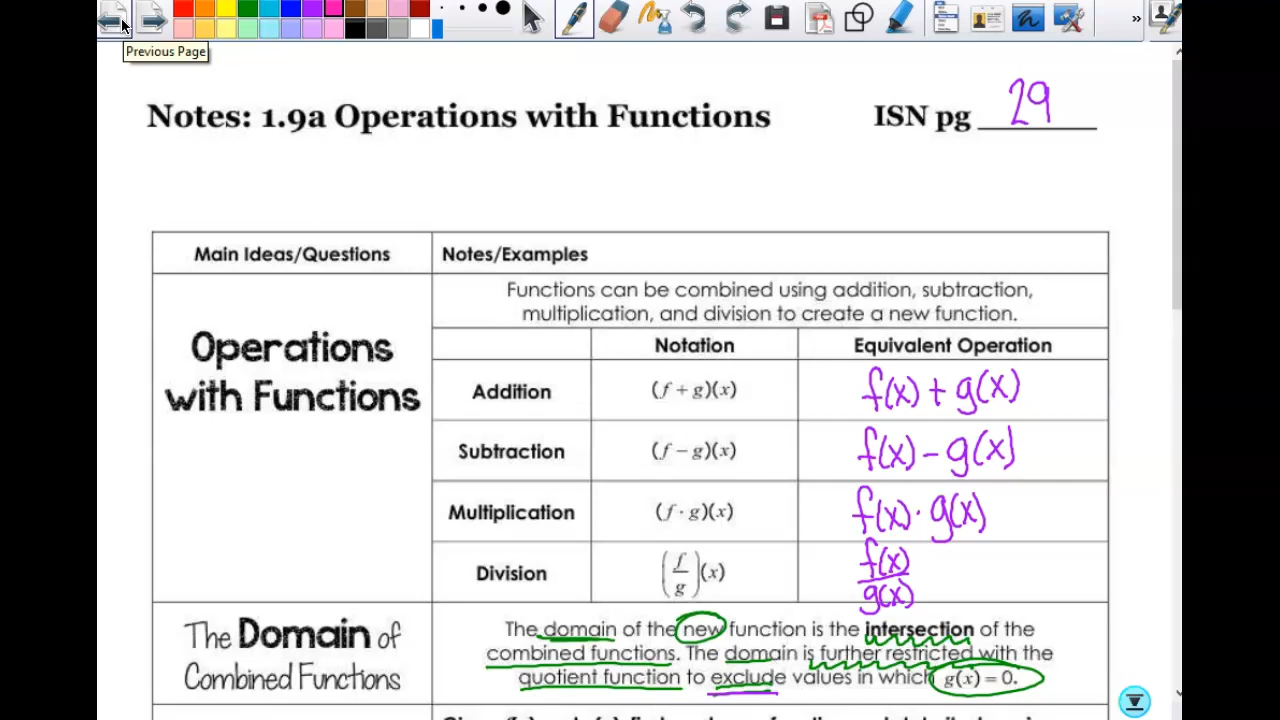 Previous Page
Notes: 1.9a Operations with Functions ISN pg 29
Main Ideas/Questions Notes/Examples
Operations
with Functions
Functions can be combined using addition, subtraction,
multiplication, and division to create a new function.
Notation Equivalent Operation
Addition (f + g)(x) f(x) + g(x)
Subtraction (f − g)(x) f(x) − g(x)
Multiplication (f · g)(x) f(x) · g(x)
Division (f/g)(x) f(x)/g(x)
The Domain of
Combined Functions
The domain of the new function is the intersection of the
combined functions. The domain is further restricted with the
quotient function to exclude values in which g(x) = 0.